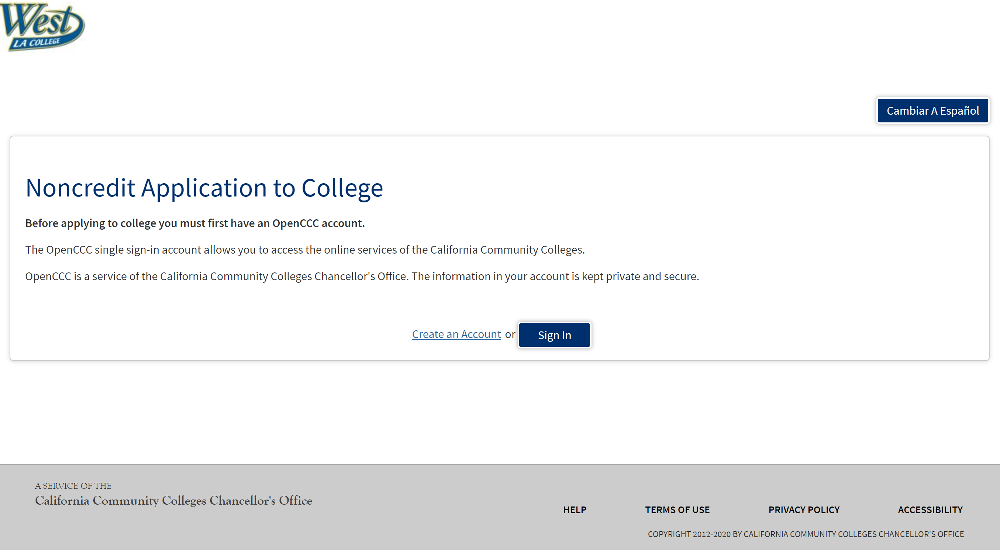 West
LA COLLEGE
Cambiar A Español
Noncredit Application to College
Before applying to college you must first have an OpenCCC account.
The OpenCCC single sign-in account allows you to access the online services of the California Community Colleges.
OpenCCC is a service of the California Community Colleges Chancellor's Office. The information in your account is kept private and secure.
Create an Account or Sign In
A SERVICE OF THE
California Community Colleges Chancellor's Office
HELP TERMS OF USE PRIVACY POLICY ACCESSIBILITY
COPYRIGHT 2012-2020 BY CALIFORNIA COMMUNITY COLLEGES CHANCELLOR'S OFFICE